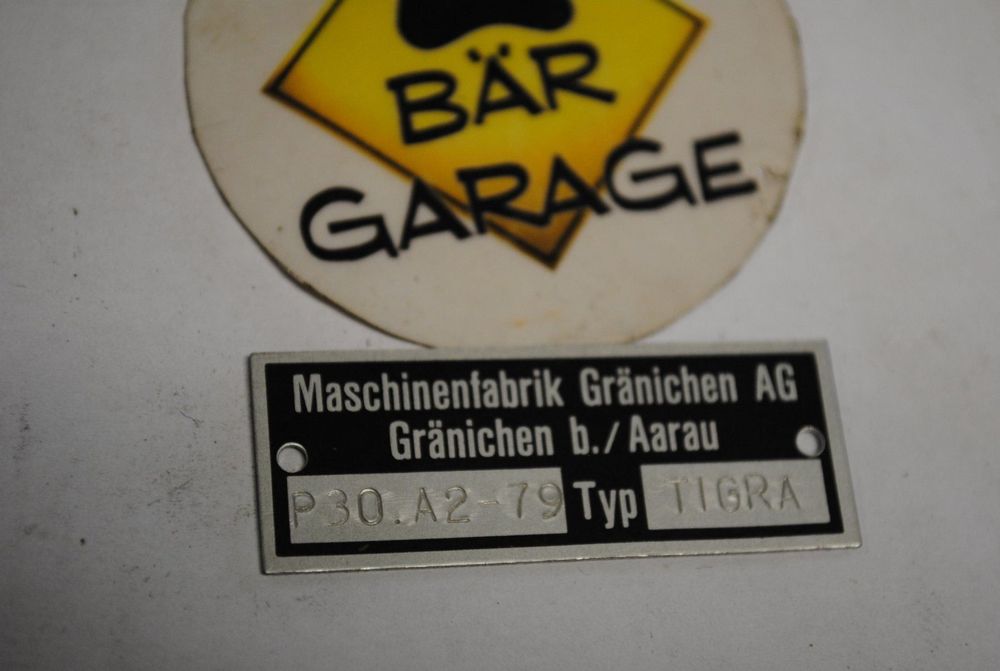 BÄR
GARAGE
Maschinenfabrik Gränichen AG
Gränichen b./Aarau
P30.A2-79 Typ TIGRA